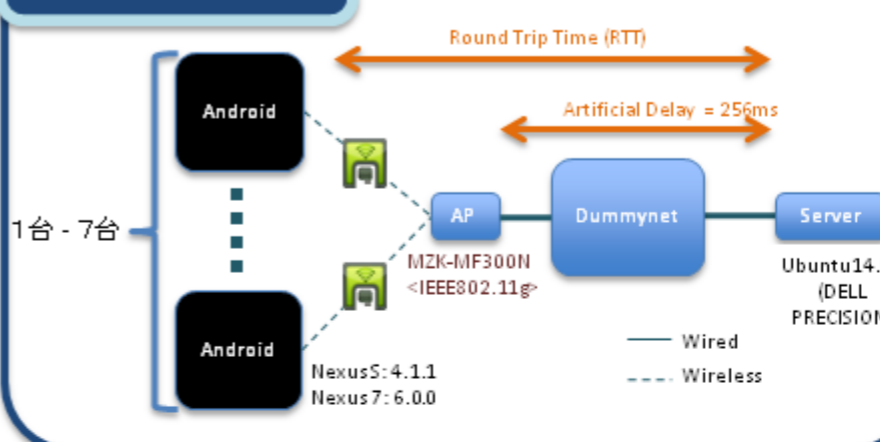 Round Trip Time (RTT)
Artificial Delay = 256ms
Android
1台 - 7台
AP
Dummynet
Server
MZK-MF300N
<IEEE802.11g>
Ubuntu14.
(DELL
PRECISION
Android
Wired
Wireless
NexusS: 4.1.1
Nexus7: 6.0.0